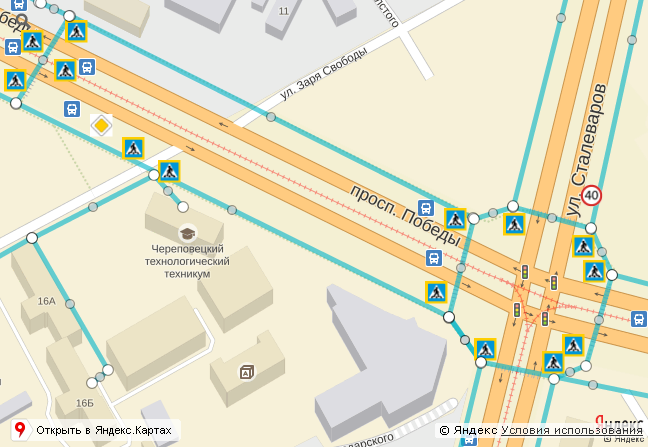 11
ул. Заря Свободы
ул. Сталеваров
40
просп. Победы
Череповецкий
технологический
техникум
16А
16Б
А
Открыть в Яндекс.Картах
© Яндекс Условия использования